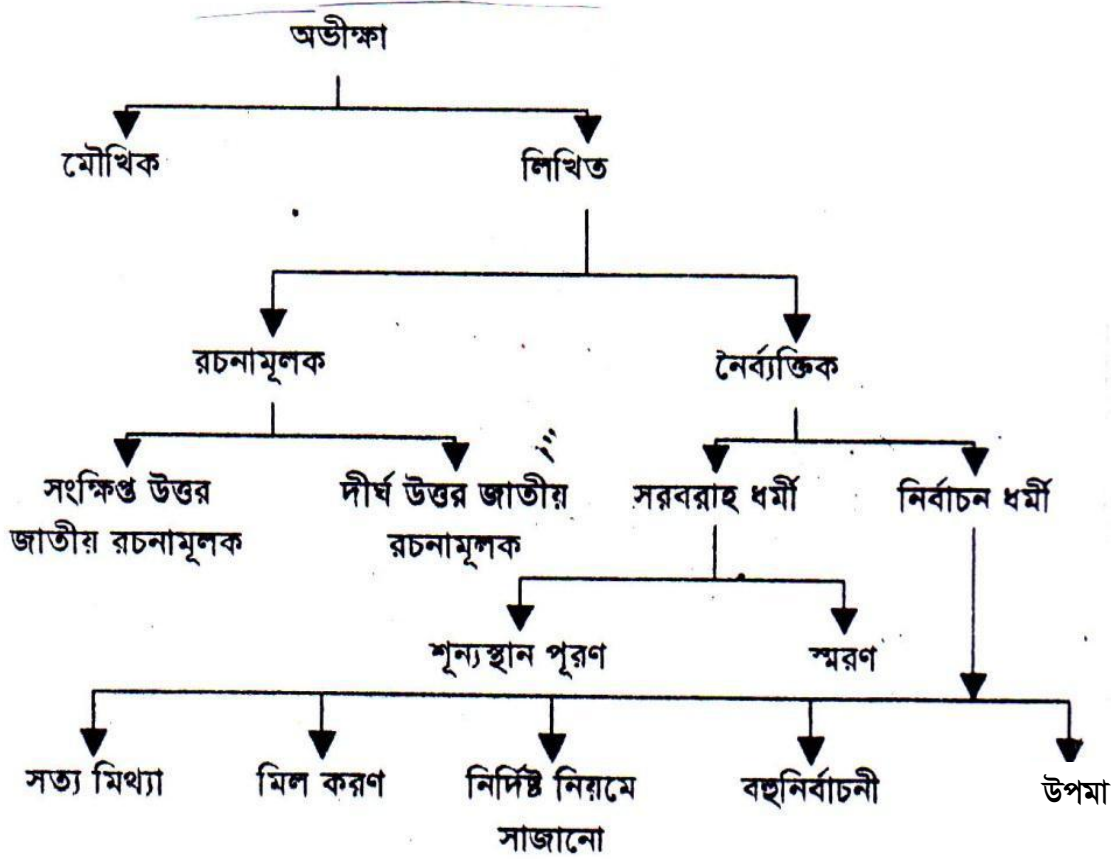 অভীক্ষা
মৌখিক
লিখিত
রচনামূলক
নৈর্ব্যক্তিক
সংক্ষিপ্ত উত্তর
জাতীয় রচনামূলক
দীর্ঘ উত্তর জাতীয়
রচনামূলক
সরবরাহ ধর্মী
নির্বাচন ধর্মী
শূন্যস্থান পূরণ
স্মরণ
সত্য মিথ্যা
মিল করণ
নির্দিষ্ট নিয়মে
সাজানো
বহুনির্বাচনী
উপমা